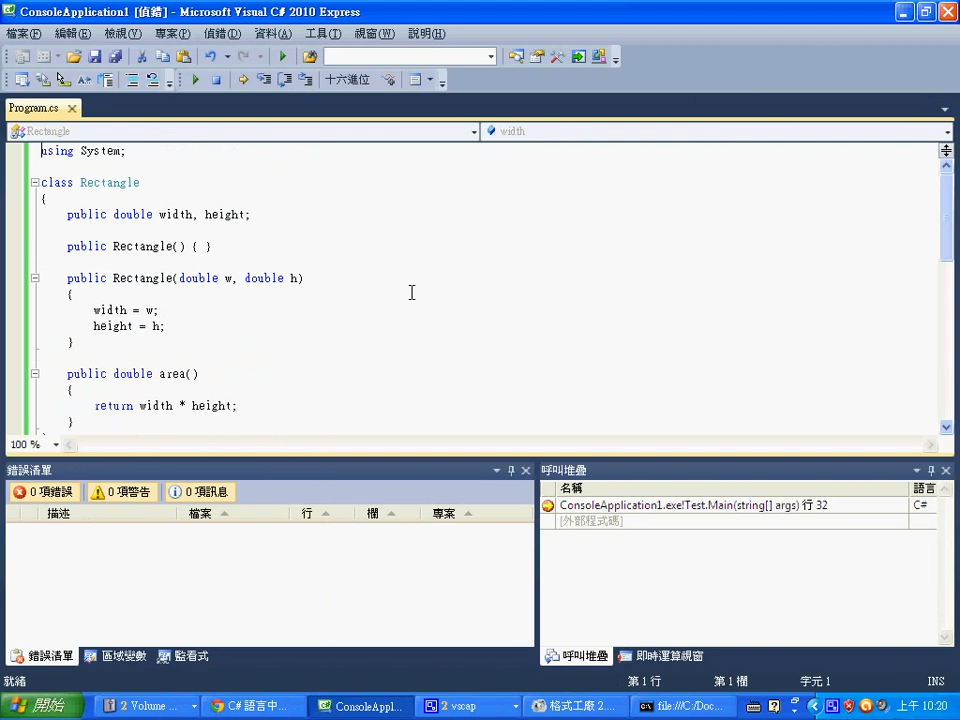 ConsoleApplication1 [偵錯] - Microsoft Visual C# 2010 Express
檔案(F) 編輯(E) 檢視(V) 專案(P) 偵錯(D) 資料(A) 工具(T) 視窗(W) 說明(H)
十六進位
Program.cs
Rectangle width
using System;
class Rectangle
{
public double width, height;
public Rectangle() { }
public Rectangle(double w, double h)
{
width = w;
height = h;
}
public double area()
{
return width * height;
}
100 %
錯誤清單
0 項錯誤 0 項警告 0 項訊息
描述 檔案 行 欄 專案
呼叫堆疊
名稱 語言
ConsoleApplication1.exe!Test.Main(string[] args) 行 32 C#
[外部程式碼]
錯誤清單 區域變數 監看式
呼叫堆疊 即時運算視窗
就緒 第 1 行 第 1 欄 字元 1 INS
開始 2 Volume ... C# 語言中... ConsoleAppl... 2 vscap 格式工廠 2... file:///C:/Doc... 上午 10:20